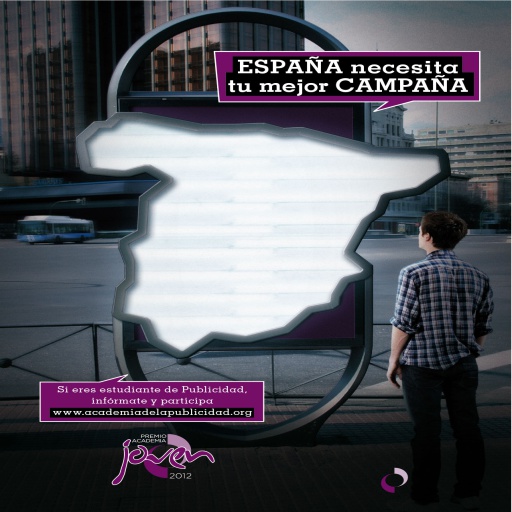 ESPAÑA necesita
tu mejor CAMPAÑA
Si eres estudiante de Publicidad,
infórmate y participa
www.academiadelapublicidad.org
PREMIO
ACADEMIA
joven
2012